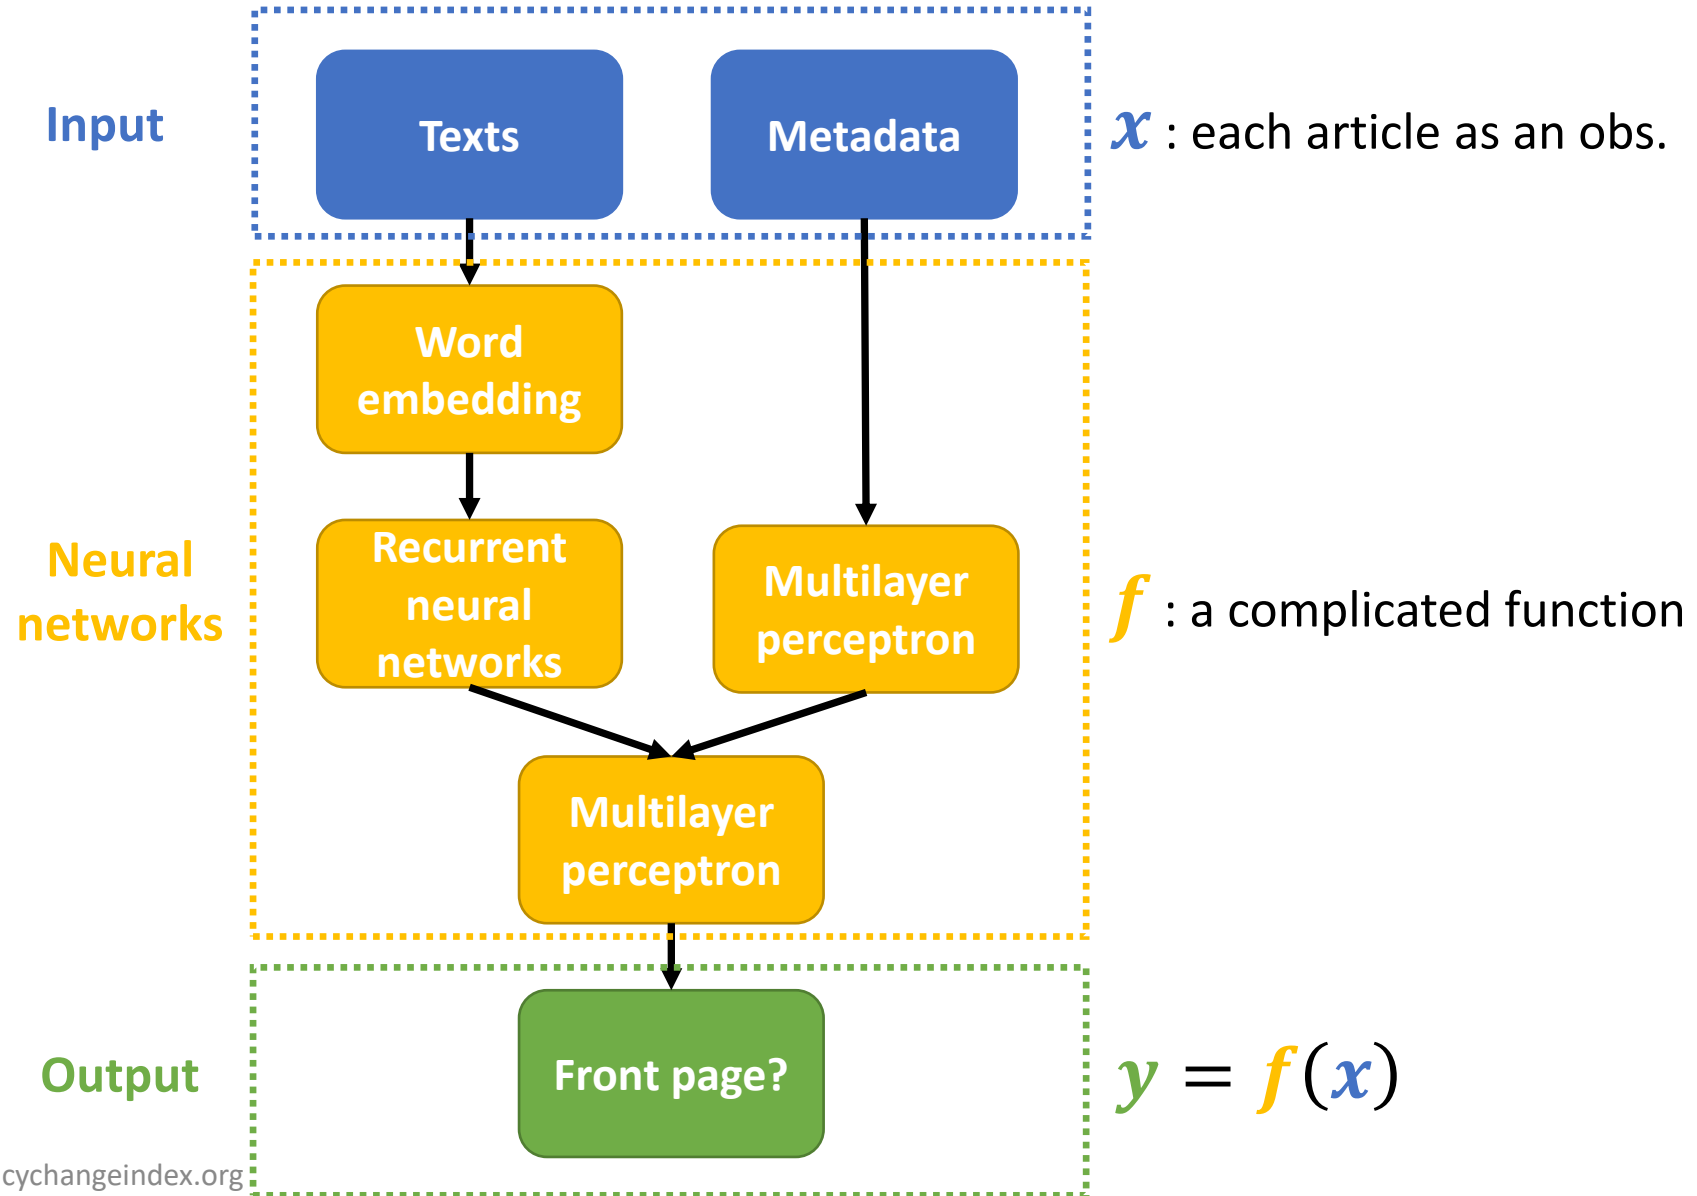 Input
Texts
Metadata
x : each article as an obs.
Word
embedding
Neural
networks
Recurrent
neural
networks
Multilayer
perceptron
f : a complicated function
Multilayer
perceptron
Output
Front page?
y = f(x)
cychangeindex.org